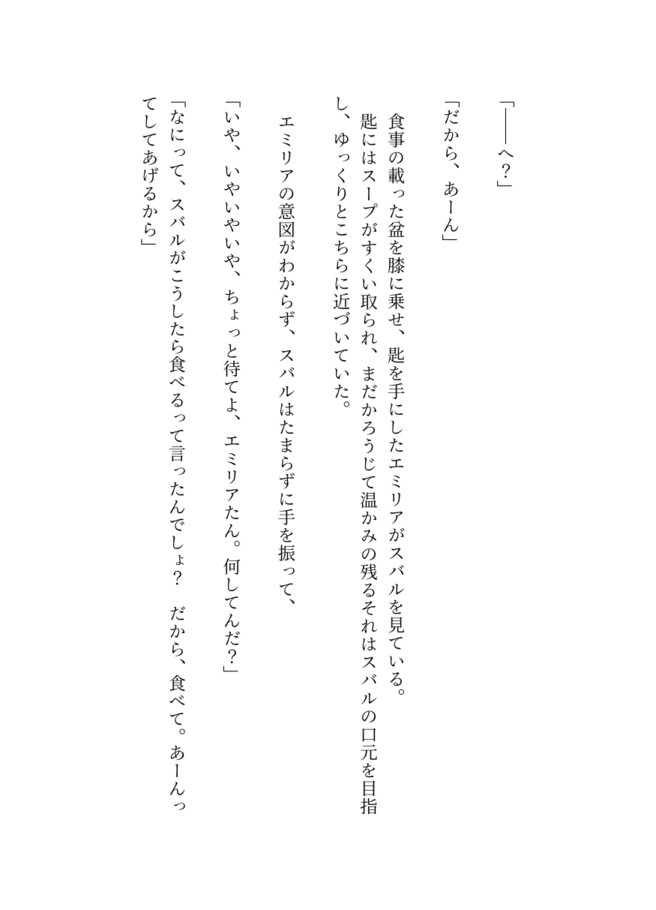 「――へ？」
「だから、あーん」
　食事の載った盆を膝に乗せ、匙を手にしたエミリアがスバルを見ている。
　匙にはスープがすくい取られ、まだかろうじて温かみの残るそれはスバルの口元を目指
し、ゆっくりとこちらに近づいていた。
　エミリアの意図がわからず、スバルはたまらずに手を振って、
「いや、いやいやいや、ちょっと待てよ、エミリアたん。何してんだ？」
「なにって、スバルがこうしたら食べるって言ったんでしょ？　だから、食べて。あーんっ
てしてあげるから」